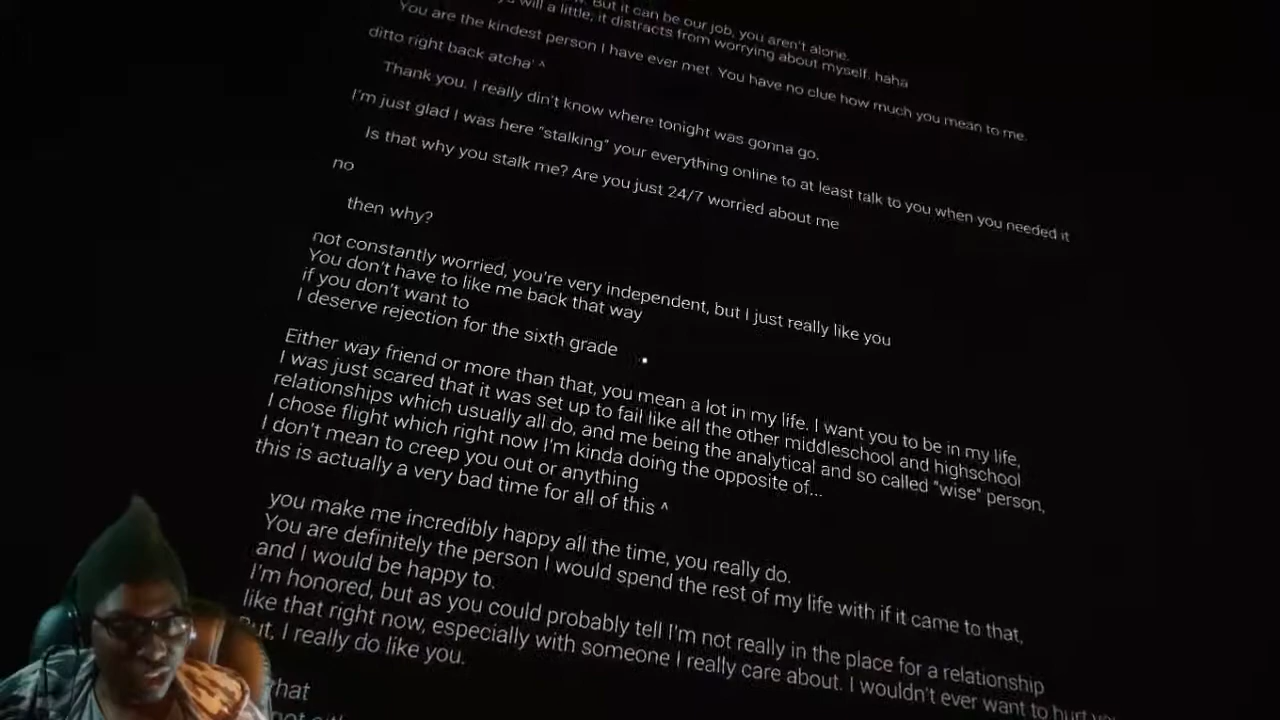 But it can be our job, you aren't alone.
will a little, it distracts from worrying about myself. haha
You are the kindest person I have ever met. You have no clue how much you mean to me.
ditto right back atcha' ^
Thank you. I really din't know where tonight was gonna go.
I'm just glad I was here "stalking" your everything online to at least talk to you when you needed it
Is that why you stalk me? Are you just 24/7 worried about me
no
then why?
not constantly worried, you're very independent, but I just really like you
You don't have to like me back that way
if you don't want to
I deserve rejection for the sixth grade
Either way friend or more than that, you mean a lot in my life. I want you to be in my life,
I was just scared that it was set up to fail like all the other middleschool and highschool
relationships which usually all do, and me being the analytical and so called "wise" person,
I chose flight which right now I'm kinda doing the opposite of...
I don't mean to creep you out or anything
this is actually a very bad time for all of this ^
you make me incredibly happy all the time, you really do.
You are definitely the person I would spend the rest of my life with if it came to that,
and I would be happy to.
I'm honored, but as you could probably tell I'm not really in the place for a relationship
like that right now, especially with someone I really care about. I wouldn't ever want to hurt
But, I really do like you.
that